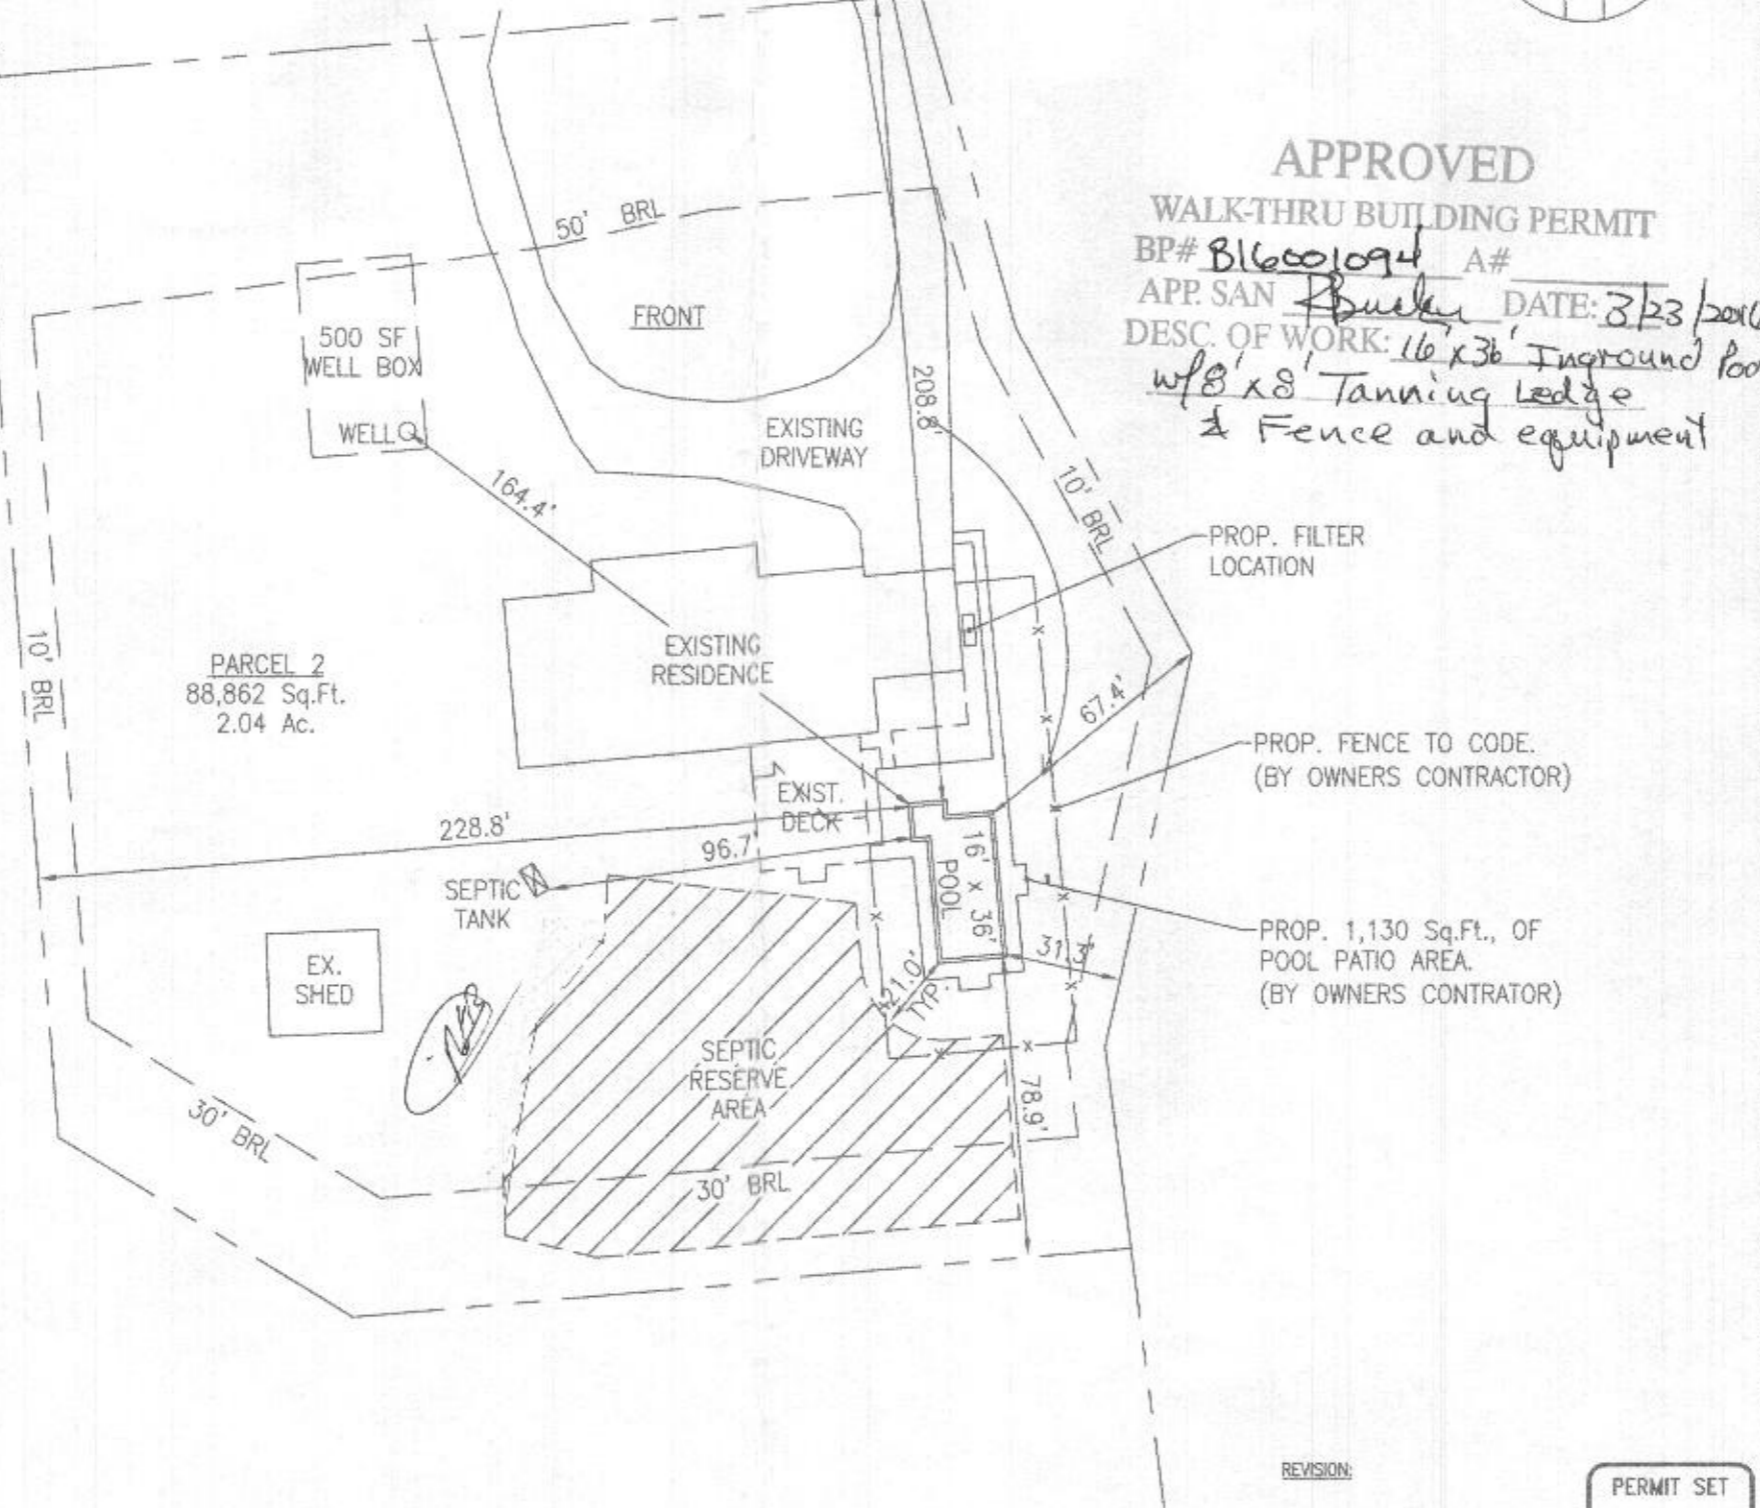 APPROVED
WALK-THRU BUILDING PERMIT
BP# B16001094 A#
APP. SAN DATE: 3/23/2016
DESC. OF WORK: 16'x36' Inground Poo
w/8'x8' Tanning Ledge
& Fence and equipment
50' BRL
500 SF
WELL BOX
WELL
FRONT
208.8'
EXISTING
DRIVEWAY
164.4'
10' BRL
PROP. FILTER
LOCATION
10' BRL
PARCEL 2
88,862 Sq.Ft.
2.04 Ac.
EXISTING
RESIDENCE
67.4'
PROP. FENCE TO CODE.
(BY OWNERS CONTRACTOR)
EXIST.
DECK
228.8'
96.7'
16' x 36'
POOL
SEPTIC
TANK
PROP. 1,130 Sq.Ft., OF
POOL PATIO AREA.
(BY OWNERS CONTRATOR)
31.3'
EX.
SHED
21.0'
TYP.
SEPTIC
RESERVE
AREA
78.9'
30' BRL
30' BRL
REVISION:
PERMIT SET